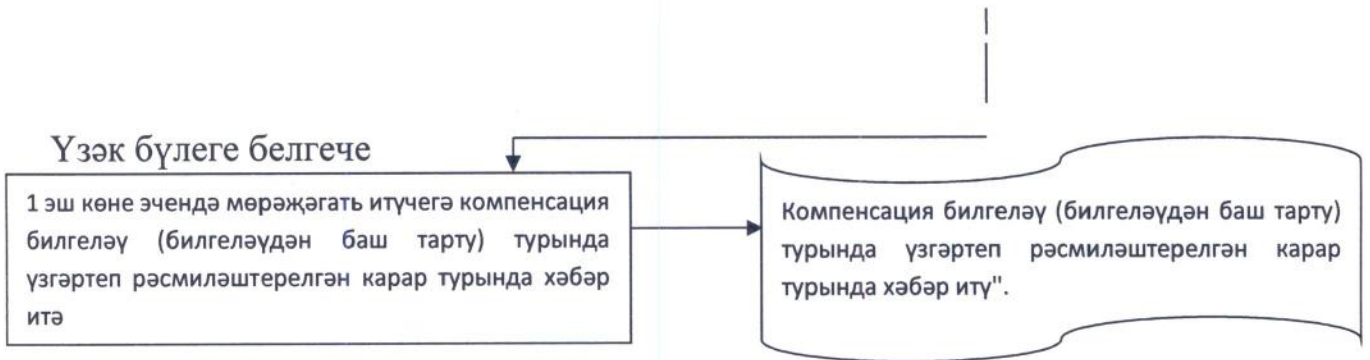 Үзәк бүлеге белгече
1 эш көне эчендә мөрәҗәгать итүчегә компенсация
билгеләү (билгеләүдән баш тарту) турында
үзгәртеп рәсмиләштерелгән карар турында хәбәр
итә
Компенсация билгеләү (билгеләүдән баш тарту)
турында үзгәртеп рәсмиләштерелгән карар
турында хәбәр итү".